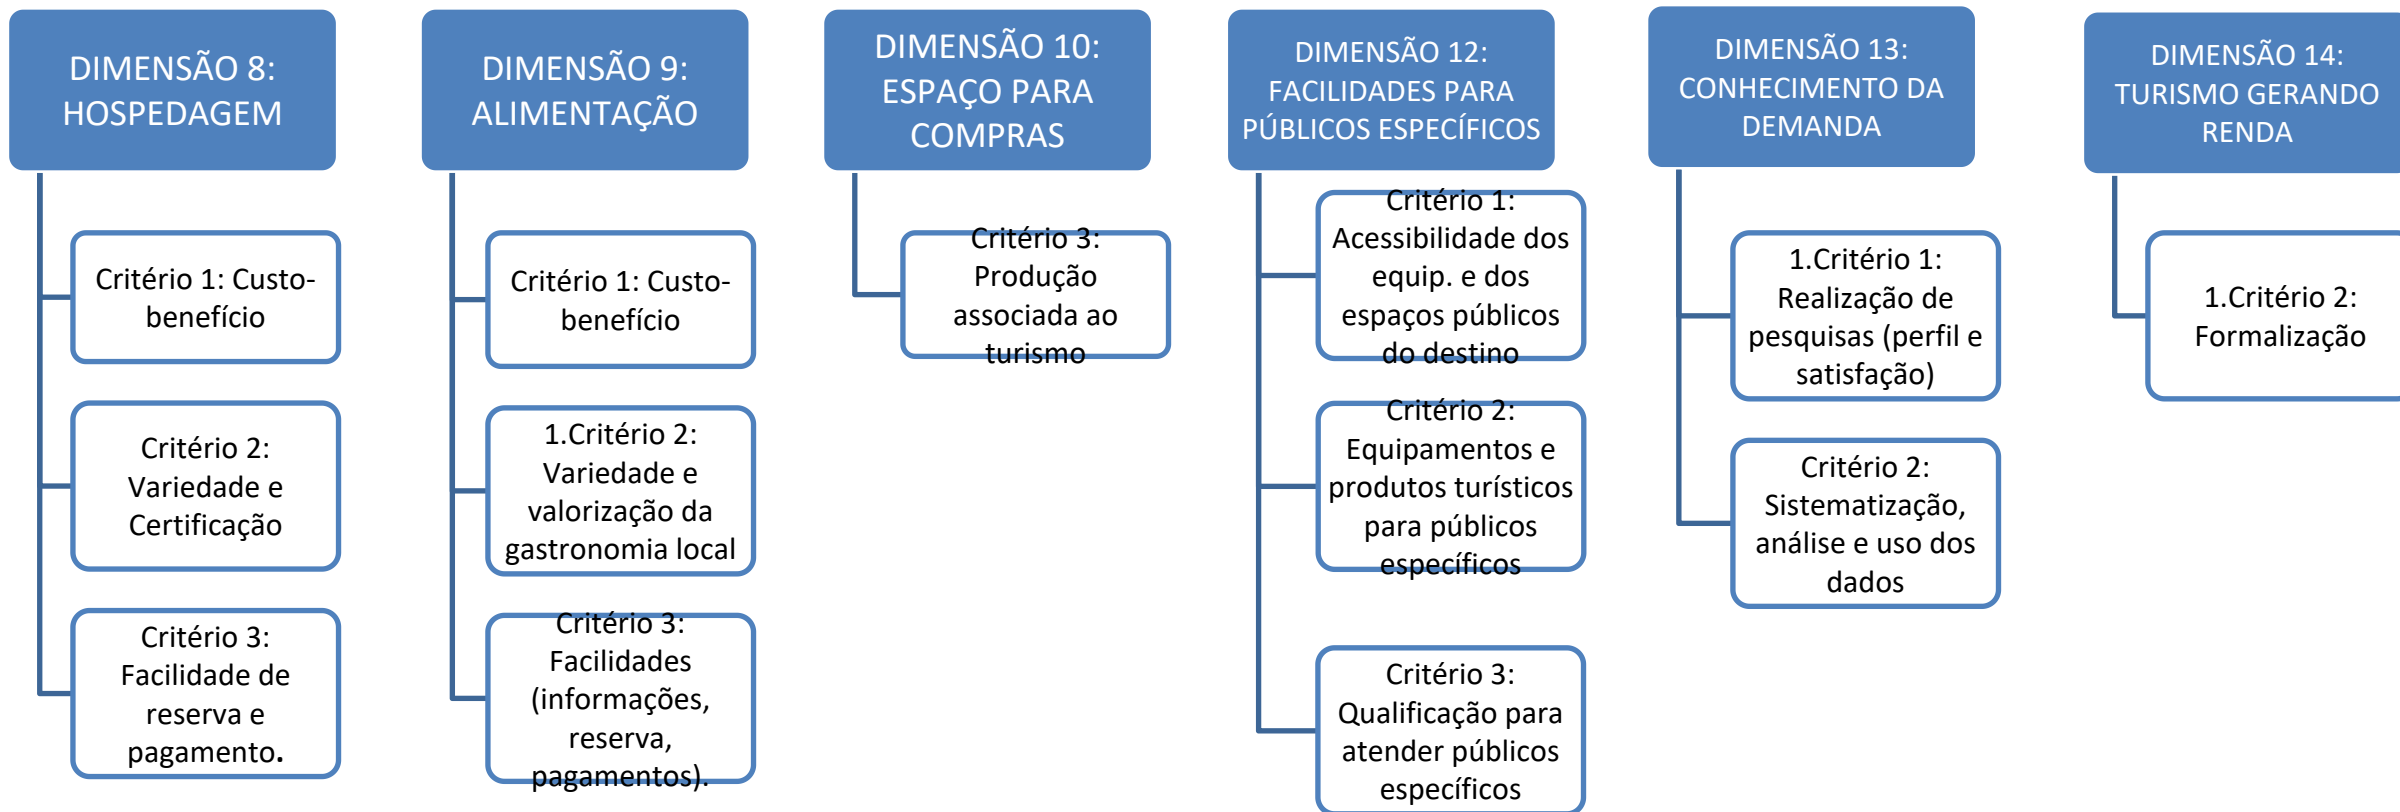 DIMENSÃO 8:
HOSPEDAGEM
Critério 1: Custo-
benefício
Critério 2:
Variedade e
Certificação
Critério 3:
Facilidade de
reserva e
pagamento.
DIMENSÃO 9:
ALIMENTAÇÃO
Critério 1: Custo-
benefício
1.Critério 2:
Variedade e
valorização da
gastronomia local
Critério 3:
Facilidades
(informações,
reserva,
pagamentos).
DIMENSÃO 10:
ESPAÇO PARA
COMPRAS
Critério 3:
Produção
associada ao
turismo
DIMENSÃO 12:
FACILIDADES PARA
PÚBLICOS ESPECÍFICOS
Critério 1:
Acessibilidade dos
equip. e dos
espaços públicos
do destino
Critério 2:
Equipamentos e
produtos turísticos
para públicos
específicos
Critério 3:
Qualificação para
atender públicos
específicos
DIMENSÃO 13:
CONHECIMENTO DA
DEMANDA
1.Critério 1:
Realização de
pesquisas (perfil e
satisfação)
Critério 2:
Sistematização,
análise e uso dos
dados
DIMENSÃO 14:
TURISMO GERANDO
RENDA
1.Critério 2:
Formalização